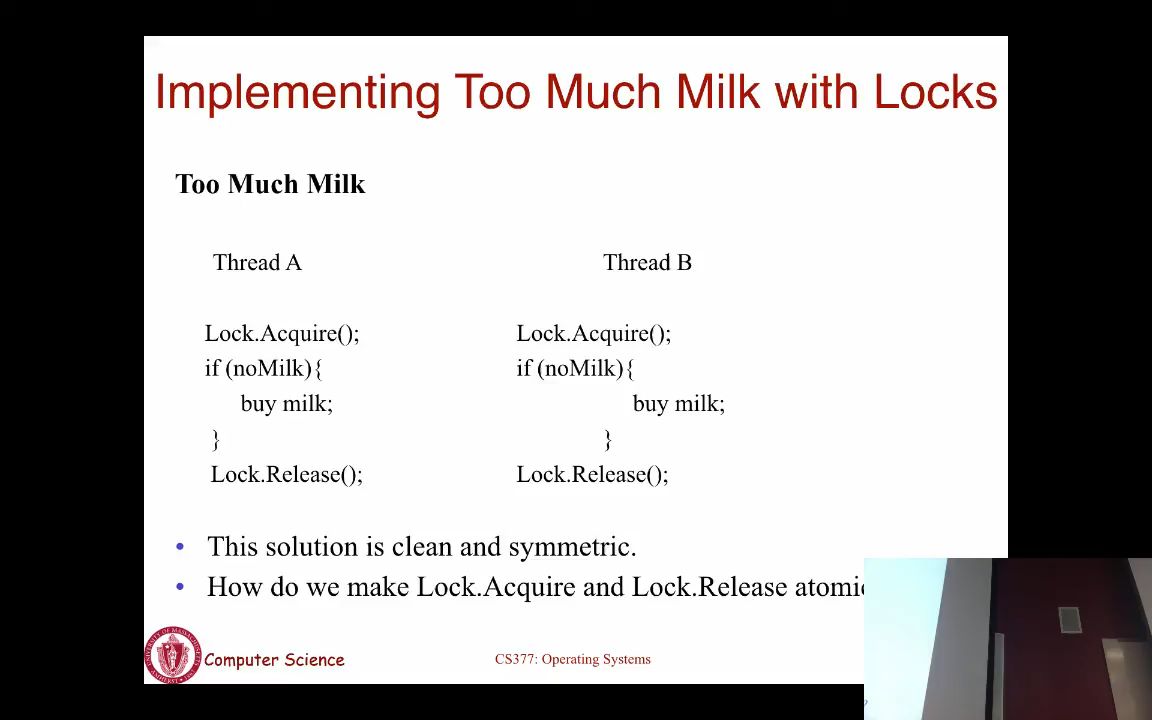 Implementing Too Much Milk with Locks
Too Much Milk
Thread A
Thread B
Lock.Acquire();
Lock.Acquire();
if (noMilk){
if (noMilk){
buy milk;
buy milk;
}
}
Lock.Release();
Lock.Release();
• This solution is clean and symmetric.
• How do we make Lock.Acquire and Lock.Release
Computer Science
CS377: Operating Systems